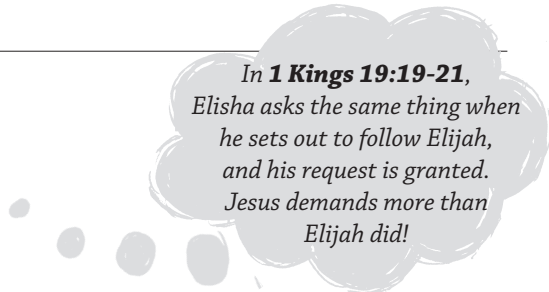 In 1 Kings 19:19-21,
Elisha asks the same thing when
he sets out to follow Elijah,
and his request is granted.
Jesus demands more than
Elijah did!